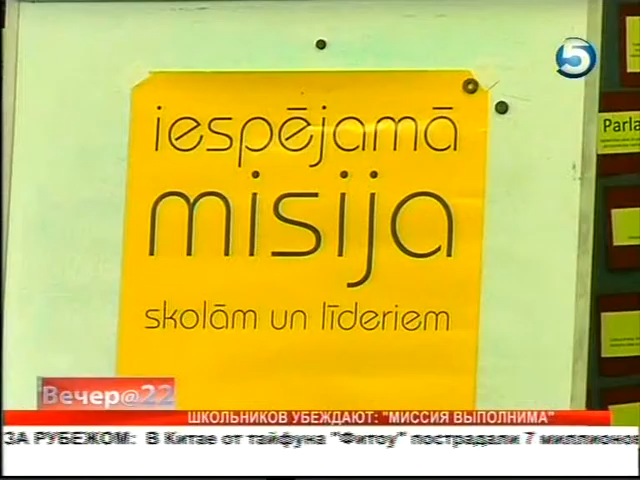 5
iespējamā
misija
skolām un līderiem
Parla
Вечер@22
ШКОЛЬНИКОВ УБЕЖДАЮТ: "МИССИЯ ВЫПОЛНИМА"
ЗА РУБЕЖОМ: В Китае от тайфуна "Фитоу" пострадали 7 миллионов